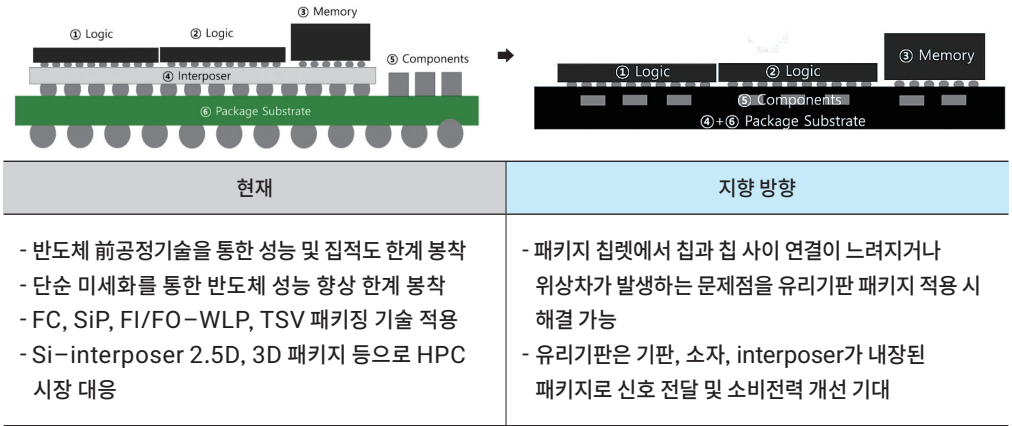 ③ Memory
① Logic
② Logic
⑤ Components
④ Interposer
⑥ Package Substrate
③ Memory
① Logic
② Logic
⑤ Components
④+⑥ Package Substrate
현재
지향 방향
- 반도체 前공정기술을 통한 성능 및 집적도 한계 봉착
- 단순 미세화를 통한 반도체 성능 향상 한계 봉착
- FC, SiP, FI/FO-WLP, TSV 패키징 기술 적용
- Si-interposer 2.5D, 3D 패키지 등으로 HPC
시장 대응
- 패키지 칩렛에서 칩과 칩 사이 연결이 느려지거나
위상차가 발생하는 문제점을 유리기판 패키지 적용 시
해결 가능
- 유리기판은 기판, 소자, interposer가 내장된
패키지로 신호 전달 및 소비전력 개선 기대